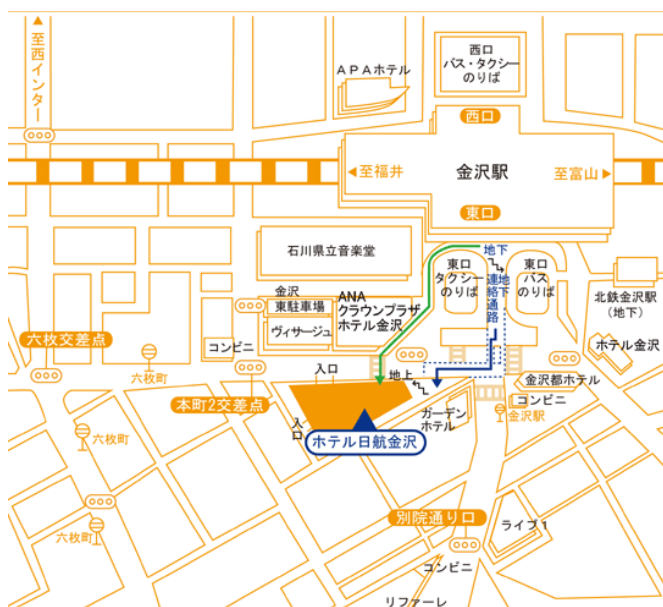 至西インター
APAホテル
西口
バス・タクシー
のりば
西口
至福井
金沢駅
至富山
東口
石川県立音楽堂
地下
東口
タクシー
のりば
地下
連絡通路
東口
バス
のりば
北鉄金沢駅
(地下)
金沢
東駐車場
ヴィサージュ
ANA
クラウンプラザ
ホテル金沢
六枚交差点
コンビニ
ホテル金沢
六枚町
入口
地上
金沢都ホテル
コンビニ
本町2交差点
金沢駅
ガーデン
ホテル
入口
六枚町
ホテル日航金沢
別院通り口
ライブ1
六枚町
コンビニ
リファーレ